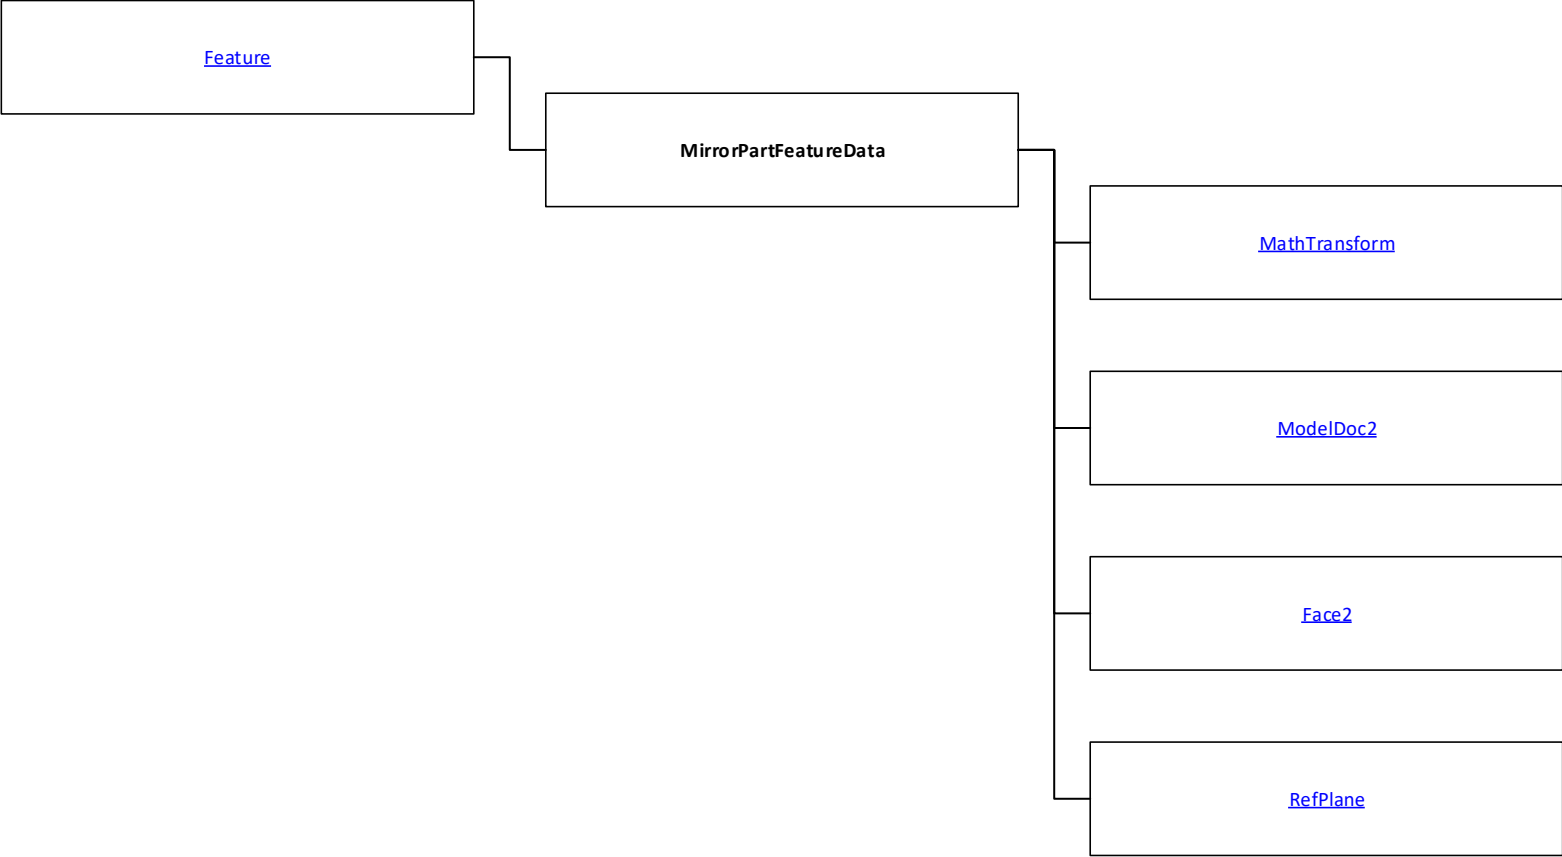 Feature
MirrorPartFeatureData
MathTransform
ModelDoc2
Face2
RefPlane